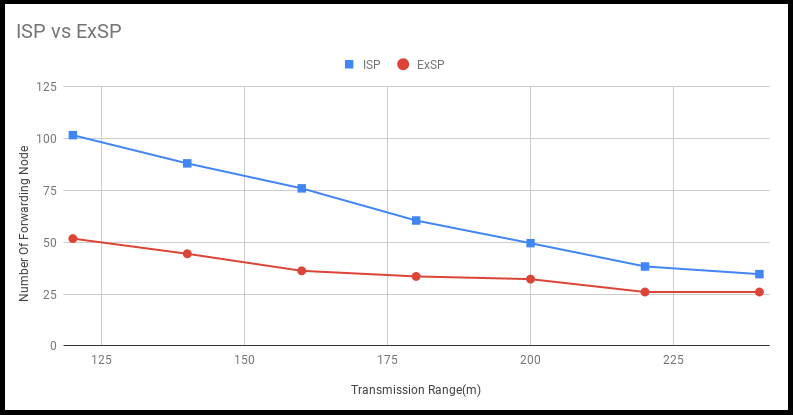 ISP vs ExSP
ISP
ExSP
Number Of Forwarding Node
125
100
75
50
25
0
125
150
175
200
225
Transmission Range(m)